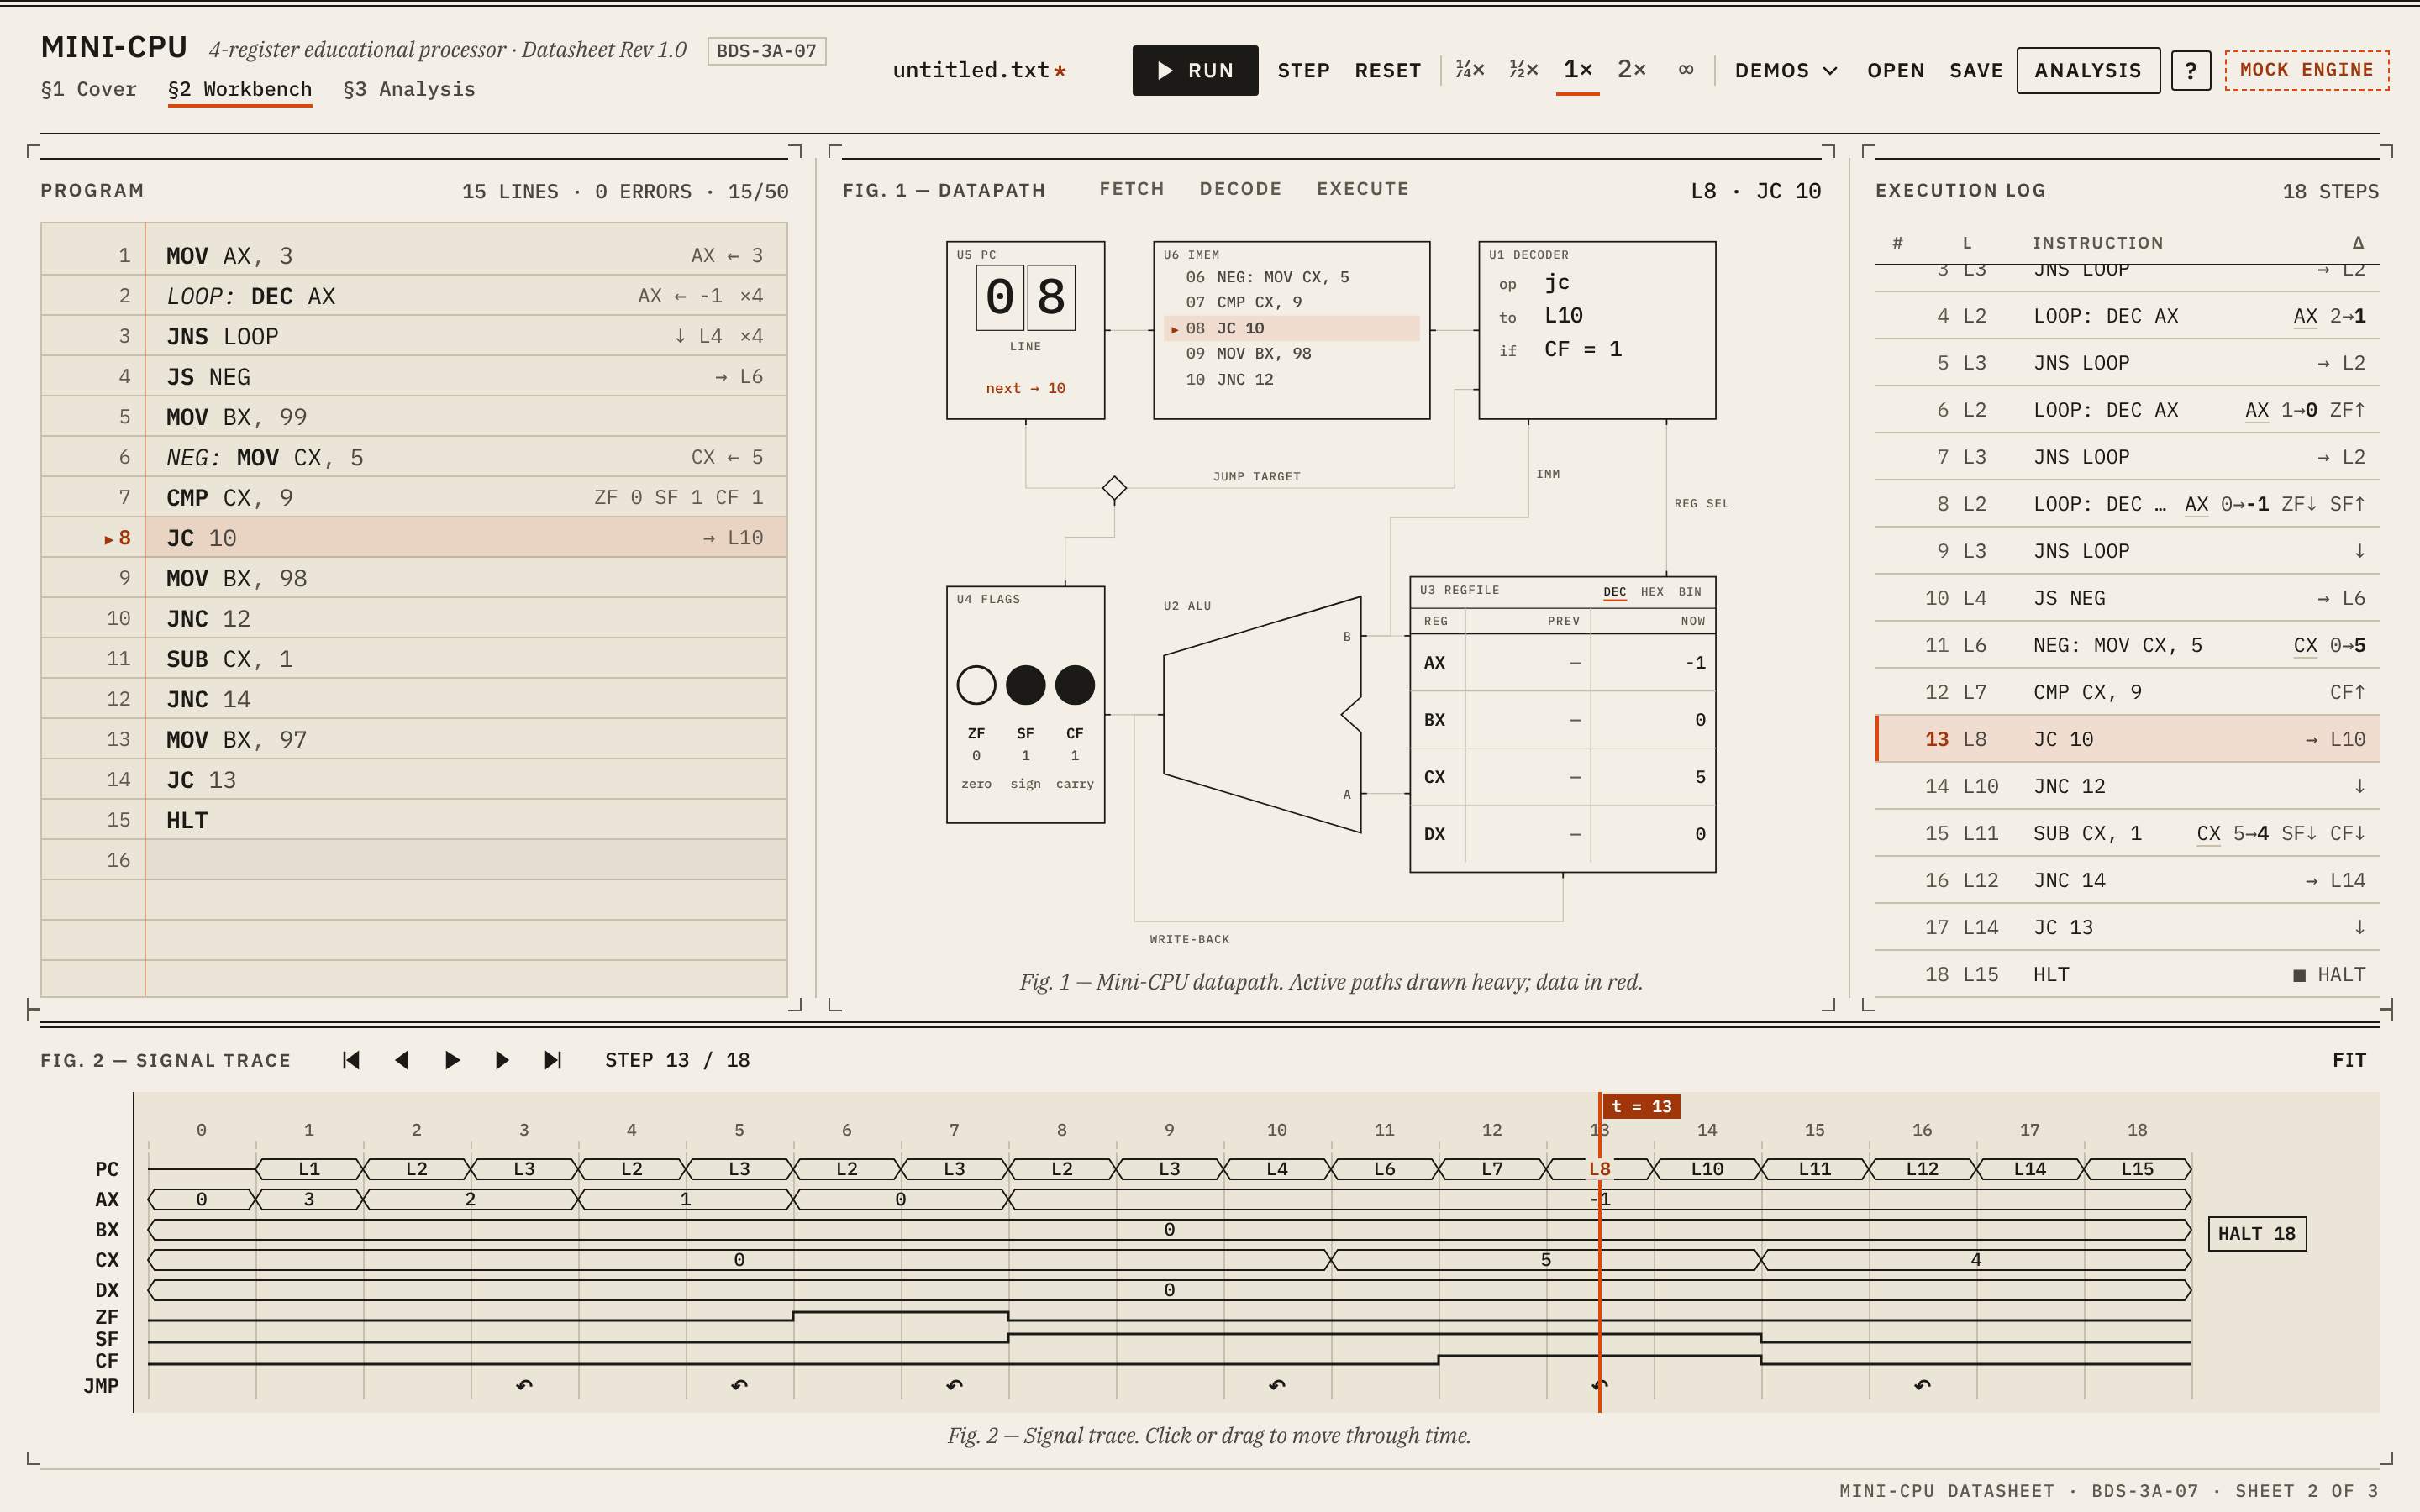 MINI-CPU 4-register educational processor · Datasheet Rev 1.0 BDS-3A-07
§1 Cover §2 Workbench §3 Analysis
untitled.txt* ▶ RUN STEP RESET ¼× ½× 1× 2× ∞ DEMOS OPEN SAVE ANALYSIS ? MOCK ENGINE
PROGRAM 15 LINES · 0 ERRORS · 15/50
1 MOV AX, 3 AX ← 3
2 LOOP: DEC AX AX ← -1 ×4
3 JNS LOOP ↓ L4 ×4
4 JS NEG → L6
5 MOV BX, 99
6 NEG: MOV CX, 5 CX ← 5
7 CMP CX, 9 ZF 0 SF 1 CF 1
▶8 JC 10 → L10
9 MOV BX, 98
10 JNC 12
11 SUB CX, 1
12 JNC 14
13 MOV BX, 97
14 JC 13
15 HLT
16
FIG. 1 — DATAPATH FETCH DECODE EXECUTE L8 · JC 10
U5 PC
08
LINE
next → 10
U6 IMEM
06 NEG: MOV CX, 5
07 CMP CX, 9
▶ 08 JC 10
09 MOV BX, 98
10 JNC 12
U1 DECODER
op jc
to L10
if CF = 1
JUMP TARGET
IMM
REG SEL
U4 FLAGS
ZF SF CF
0 1 1
zero sign carry
U2 ALU
B
A
U3 REGFILE DEC HEX BIN
REG PREV NOW
AX — -1
BX — 0
CX — 5
DX — 0
WRITE-BACK
Fig. 1 — Mini-CPU datapath. Active paths drawn heavy; data in red.
EXECUTION LOG 18 STEPS
# L INSTRUCTION Δ
3 L3 JNS LOOP → L2
4 L2 LOOP: DEC AX AX 2→1
5 L3 JNS LOOP → L2
6 L2 LOOP: DEC AX AX 1→0 ZF↑
7 L3 JNS LOOP → L2
8 L2 LOOP: DEC … AX 0→-1 ZF↓ SF↑
9 L3 JNS LOOP ↓
10 L4 JS NEG → L6
11 L6 NEG: MOV CX, 5 CX 0→5
12 L7 CMP CX, 9 CF↑
13 L8 JC 10 → L10
14 L10 JNC 12 ↓
15 L11 SUB CX, 1 CX 5→4 SF↓ CF↓
16 L12 JNC 14 → L14
17 L14 JC 13 ↓
18 L15 HLT ■ HALT
FIG. 2 — SIGNAL TRACE STEP 13 / 18 FIT
t = 13
0 1 2 3 4 5 6 7 8 9 10 11 12 13 14 15 16 17 18
PC L1 L2 L3 L2 L3 L2 L3 L2 L3 L4 L6 L7 L8 L10 L11 L12 L14 L15
AX 0 3 2 1 0 -1
BX 0
HALT 18
CX 0 5 4
DX 0
ZF
SF
CF
JMP ↶ ↶ ↶ ↶ ↶ ↶
Fig. 2 — Signal trace. Click or drag to move through time.
MINI-CPU DATASHEET · BDS-3A-07 · SHEET 2 OF 3